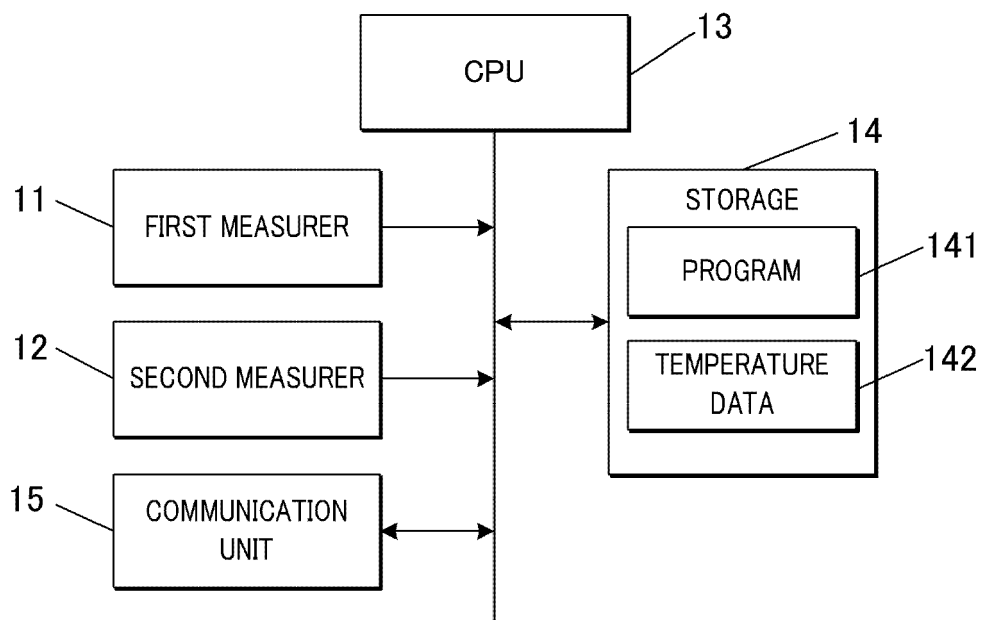 CPU
13
14
11
FIRST MEASURER
STORAGE
PROGRAM
141
12
SECOND MEASURER
TEMPERATURE
DATA
142
15
COMMUNICATION
UNIT